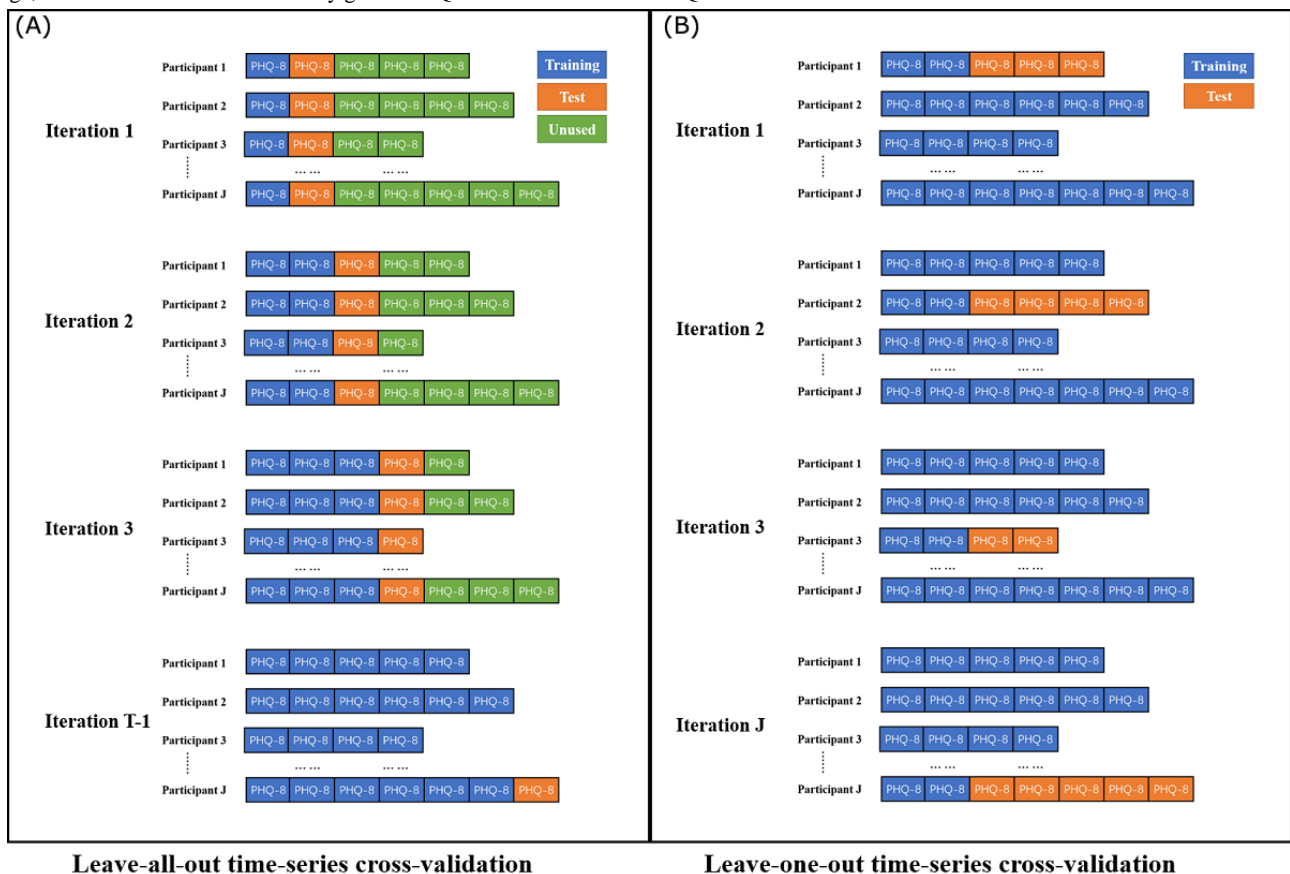 (A)
Participant 1 PHQ-8 PHQ-8 PHQ-8 PHQ-8 PHQ-8
Training
Test
Unused
Iteration 1
Participant 2 PHQ-8 PHQ-8 PHQ-8 PHQ-8 PHQ-8 PHQ-8
Participant 3 PHQ-8 PHQ-8 PHQ-8 PHQ-8
... ... ... ...
Participant J PHQ-8 PHQ-8 PHQ-8 PHQ-8 PHQ-8 PHQ-8 PHQ-8
Iteration 2
Participant 1 PHQ-8 PHQ-8 PHQ-8 PHQ-8 PHQ-8
Participant 2 PHQ-8 PHQ-8 PHQ-8 PHQ-8 PHQ-8 PHQ-8
Participant 3 PHQ-8 PHQ-8 PHQ-8 PHQ-8
... ... ... ...
Participant J PHQ-8 PHQ-8 PHQ-8 PHQ-8 PHQ-8 PHQ-8 PHQ-8
Iteration 3
Participant 1 PHQ-8 PHQ-8 PHQ-8 PHQ-8 PHQ-8
Participant 2 PHQ-8 PHQ-8 PHQ-8 PHQ-8 PHQ-8 PHQ-8
Participant 3 PHQ-8 PHQ-8 PHQ-8 PHQ-8
... ... ... ...
Participant J PHQ-8 PHQ-8 PHQ-8 PHQ-8 PHQ-8 PHQ-8 PHQ-8
Iteration T-1
Participant 1 PHQ-8 PHQ-8 PHQ-8 PHQ-8 PHQ-8
Participant 2 PHQ-8 PHQ-8 PHQ-8 PHQ-8 PHQ-8 PHQ-8
Participant 3 PHQ-8 PHQ-8 PHQ-8 PHQ-8
... ... ... ...
Participant J PHQ-8 PHQ-8 PHQ-8 PHQ-8 PHQ-8 PHQ-8 PHQ-8
Leave-all-out time-series cross-validation
(B)
Participant 1 PHQ-8 PHQ-8 PHQ-8 PHQ-8 PHQ-8
Training
Test
Iteration 1
Participant 2 PHQ-8 PHQ-8 PHQ-8 PHQ-8 PHQ-8 PHQ-8
Participant 3 PHQ-8 PHQ-8 PHQ-8 PHQ-8
... ... ... ...
Participant J PHQ-8 PHQ-8 PHQ-8 PHQ-8 PHQ-8 PHQ-8 PHQ-8
Iteration 2
Participant 1 PHQ-8 PHQ-8 PHQ-8 PHQ-8 PHQ-8
Participant 2 PHQ-8 PHQ-8 PHQ-8 PHQ-8 PHQ-8 PHQ-8
Participant 3 PHQ-8 PHQ-8 PHQ-8 PHQ-8
... ... ... ...
Participant J PHQ-8 PHQ-8 PHQ-8 PHQ-8 PHQ-8 PHQ-8 PHQ-8
Iteration 3
Participant 1 PHQ-8 PHQ-8 PHQ-8 PHQ-8 PHQ-8
Participant 2 PHQ-8 PHQ-8 PHQ-8 PHQ-8 PHQ-8 PHQ-8
Participant 3 PHQ-8 PHQ-8 PHQ-8 PHQ-8
... ... ... ...
Participant J PHQ-8 PHQ-8 PHQ-8 PHQ-8 PHQ-8 PHQ-8 PHQ-8
Iteration J
Participant 1 PHQ-8 PHQ-8 PHQ-8 PHQ-8 PHQ-8
Participant 2 PHQ-8 PHQ-8 PHQ-8 PHQ-8 PHQ-8 PHQ-8
Participant 3 PHQ-8 PHQ-8 PHQ-8 PHQ-8
... ... ... ...
Participant J PHQ-8 PHQ-8 PHQ-8 PHQ-8 PHQ-8 PHQ-8 PHQ-8
Leave-one-out time-series cross-validation